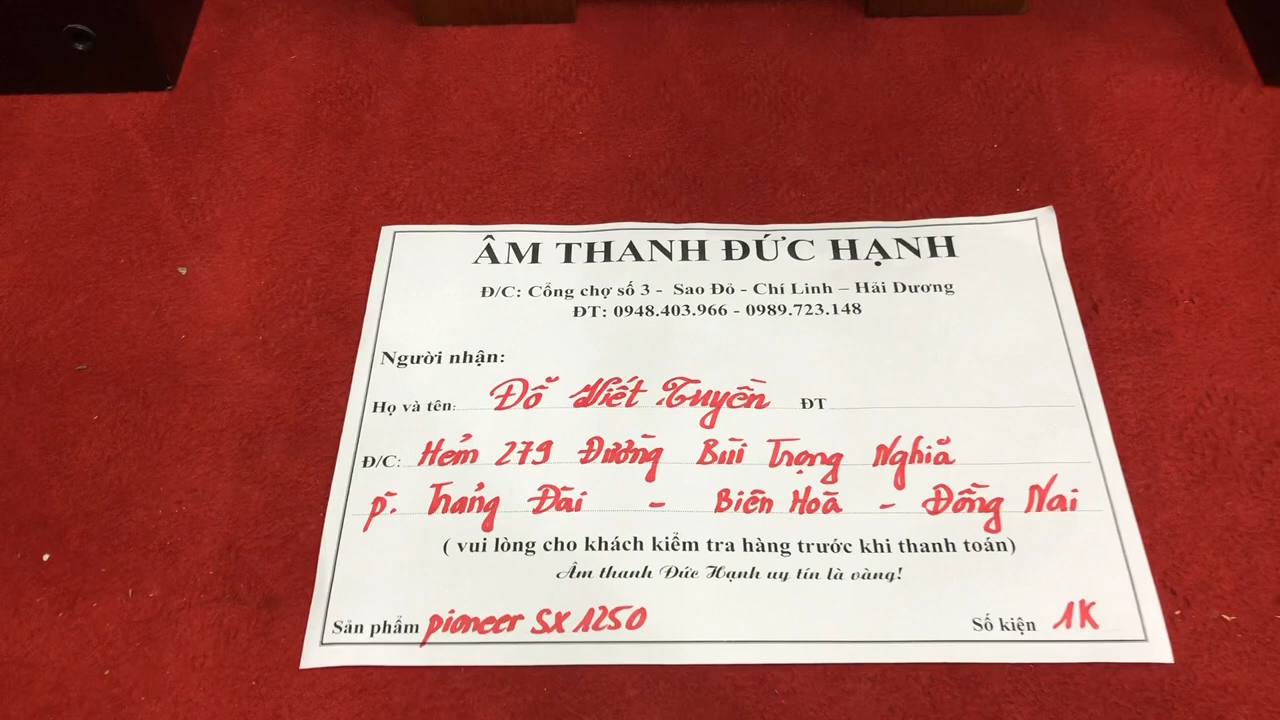 ÂM THANH ĐỨC HẠNH
Đ/C: Cổng chợ số 3 - Sao Đỏ - Chí Linh – Hải Dương
ĐT: 0948.403.966 - 0989.723.148
Người nhận:
Họ và tên: Đỗ Viết Tuyền ĐT
Đ/C: Hẻm 279 Đường Bùi Trọng Nghĩa
p. Trảng Dài - Biên Hoà - Đồng Nai
( vui lòng cho khách kiểm tra hàng trước khi thanh toán)
Âm thanh Đức Hạnh uy tín là vàng!
Sản phẩm pioneer SX 1250 Số kiện 1K